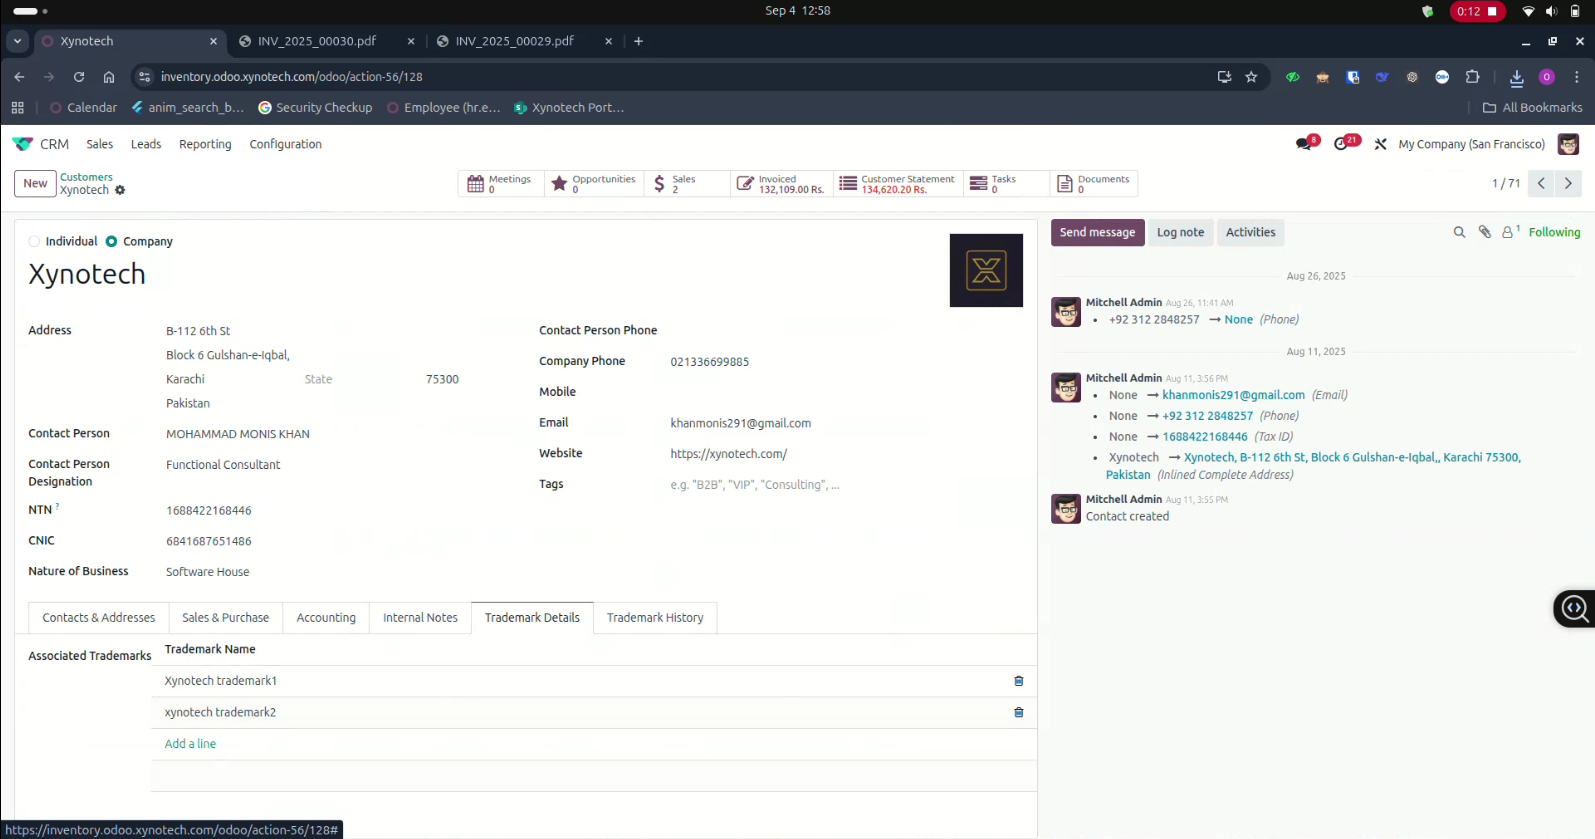 Sep 4 12:58
0:12
Xynotech
INV_2025_00030.pdf
INV_2025_00029.pdf
inventory.odoo.xynotech.com/odoo/action-56/128
O
Calendar
anim_search_b...
Security Checkup
Employee (hr.e...
Xynotech Port...
All Bookmarks
CRM
Sales
Leads
Reporting
Configuration
8
21
My Company (San Francisco)
New
Customers
Xynotech
Meetings
0
Opportunities
0
Sales
2
Invoiced
132,109.00 Rs.
Customer Statement
134,620.20 Rs.
Tasks
0
Documents
0
1 / 71
Individual
Company
Xynotech
Address
B-112 6th St
Block 6 Gulshan-e-Iqbal,
Karachi State 75300
Pakistan
Contact Person
MOHAMMAD MONIS KHAN
Contact Person
Designation
Functional Consultant
NTN ?
1688422168446
CNIC
6841687651486
Nature of Business
Software House
Contact Person Phone
Company Phone
021336699885
Mobile
Email
khanmonis291@gmail.com
Website
https://xynotech.com/
Tags
e.g. "B2B", "VIP", "Consulting", ...
Contacts & Addresses
Sales & Purchase
Accounting
Internal Notes
Trademark Details
Trademark History
Associated Trademarks
Trademark Name
Xynotech trademark1
xynotech trademark2
Add a line
https://inventory.odoo.xynotech.com/odoo/action-56/128#
Send message
Log note
Activities
1
Following
Aug 26, 2025
Mitchell Admin Aug 26, 11:41 AM
• +92 312 2848257 → None (Phone)
Aug 11, 2025
Mitchell Admin Aug 11, 3:56 PM
• None → khanmonis291@gmail.com (Email)
• None → +92 312 2848257 (Phone)
• None → 1688422168446 (Tax ID)
• Xynotech → Xynotech, B-112 6th St, Block 6 Gulshan-e-Iqbal,, Karachi 75300,
Pakistan (Inlined Complete Address)
Mitchell Admin Aug 11, 3:55 PM
Contact created